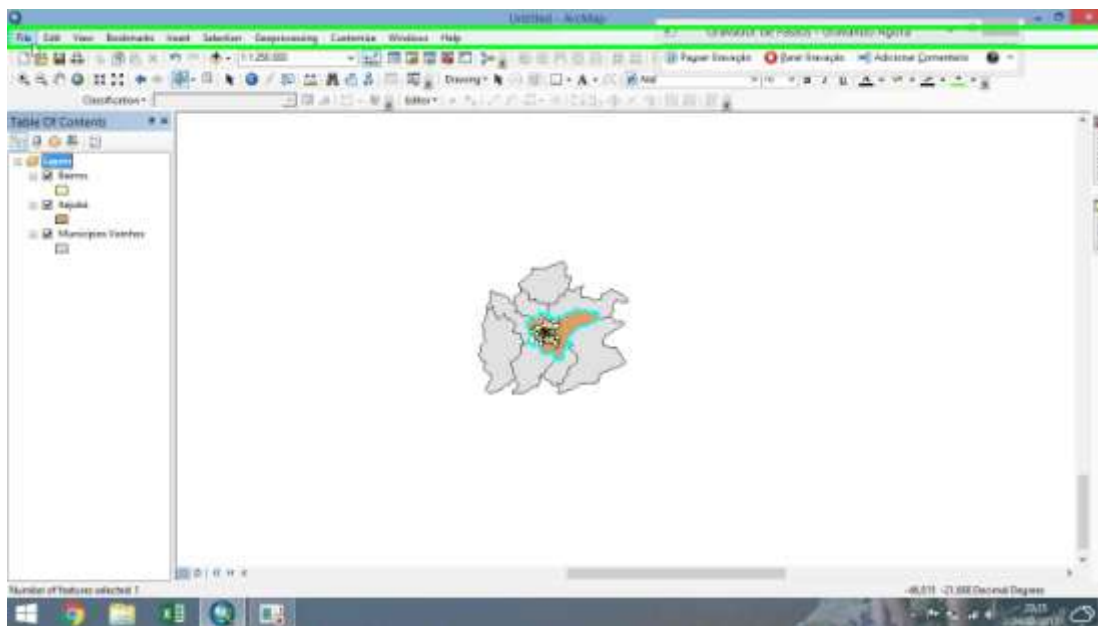 Untitled - ArcMap
File Edit View Bookmarks Insert Selection Geoprocessing Customize Windows Help
Gravador de Passos - Gravando Agora
1:1.250.000
Pausar Gravação Parar Gravação Adicionar Comentário
Drawing
Classification
Editor
Table Of Contents
Layers
Bairros
Itajubá
Municípios Vizinhos
Number of features selected: 1
Decimal Degrees